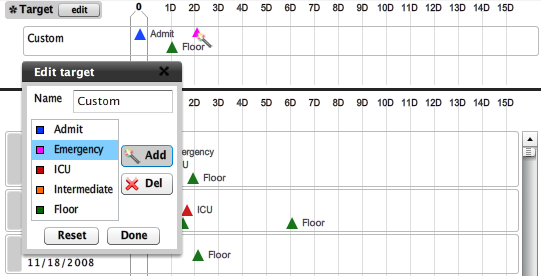 ✱ Target edit 0 1D 2D 3D 4D 5D 6D 7D 8D 9D 10D 11D 12D 13D 14D 15D
Custom Admit
Floor
Edit target
Name Custom
2D 3D 4D 5D 6D 7D 8D 9D 10D 11D 12D 13D 14D 15D
Admit
Emergency
ICU
Intermediate
Floor
Add
Del
Reset Done
ergency
U
Floor
ICU
Floor
Floor
11/18/2008